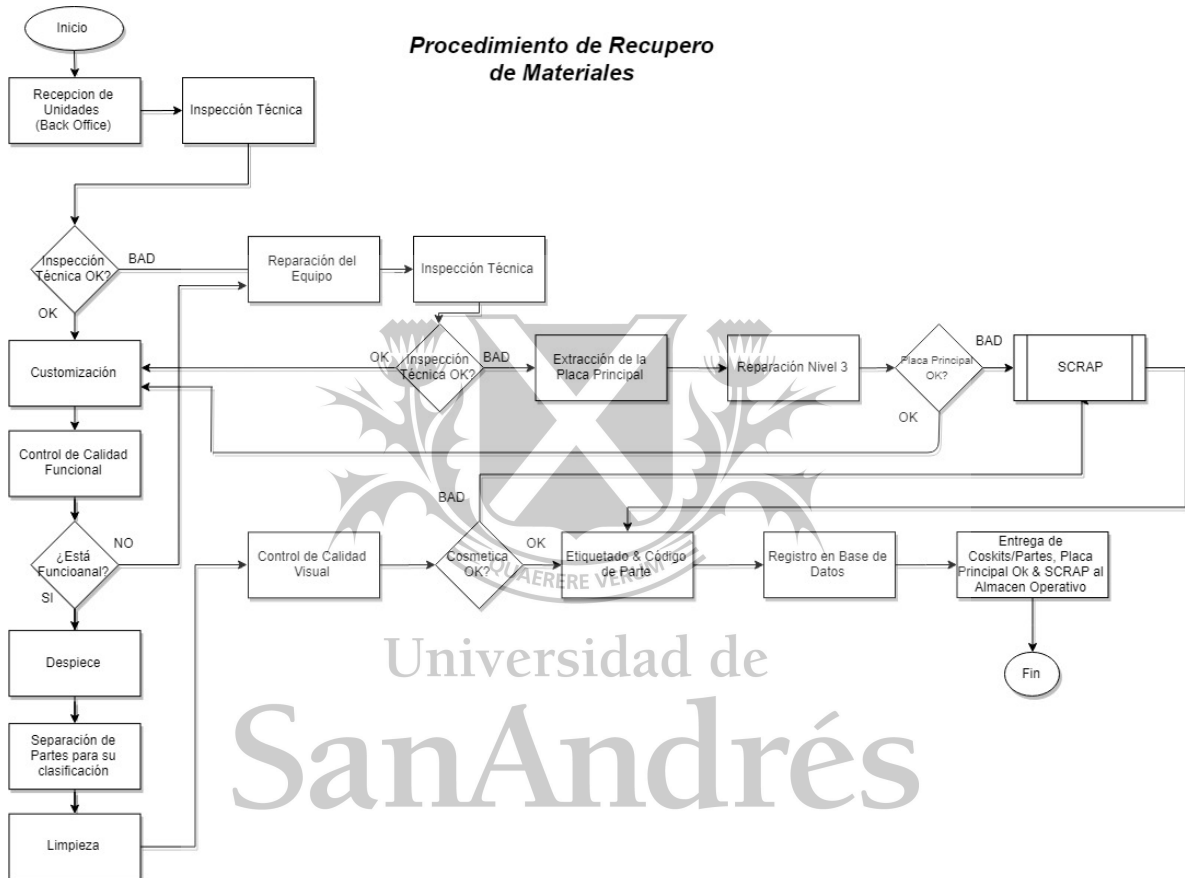 Inicio
Procedimiento de Recupero
de Materiales
Recepcion de
Unidades
(Back Office)
Inspección Técnica
Inspección
Técnica OK?
BAD
OK
Reparación del
Equipo
Inspección Técnica
Customización
OK
¿Inspección
Técnica OK?
BAD
Extracción de la
Placa Principal
Reparación Nivel 3
Placa Principal
OK?
BAD
OK
SCRAP
Control de Calidad
Funcional
¿Está
Funcioanal?
NO
SI
Control de Calidad
Visual
BAD
Cosmetica
OK?
OK
Etiquetado & Código
de Parte
Registro en Base de
Datos
Entrega de
Coskits/Partes, Placa
Principal Ok & SCRAP al
Almacen Operativo
QUAERERE VERUM
Despiece
Fin
Universidad de
SanAndrés
Separación de
Partes para su
clasificación
Limpieza